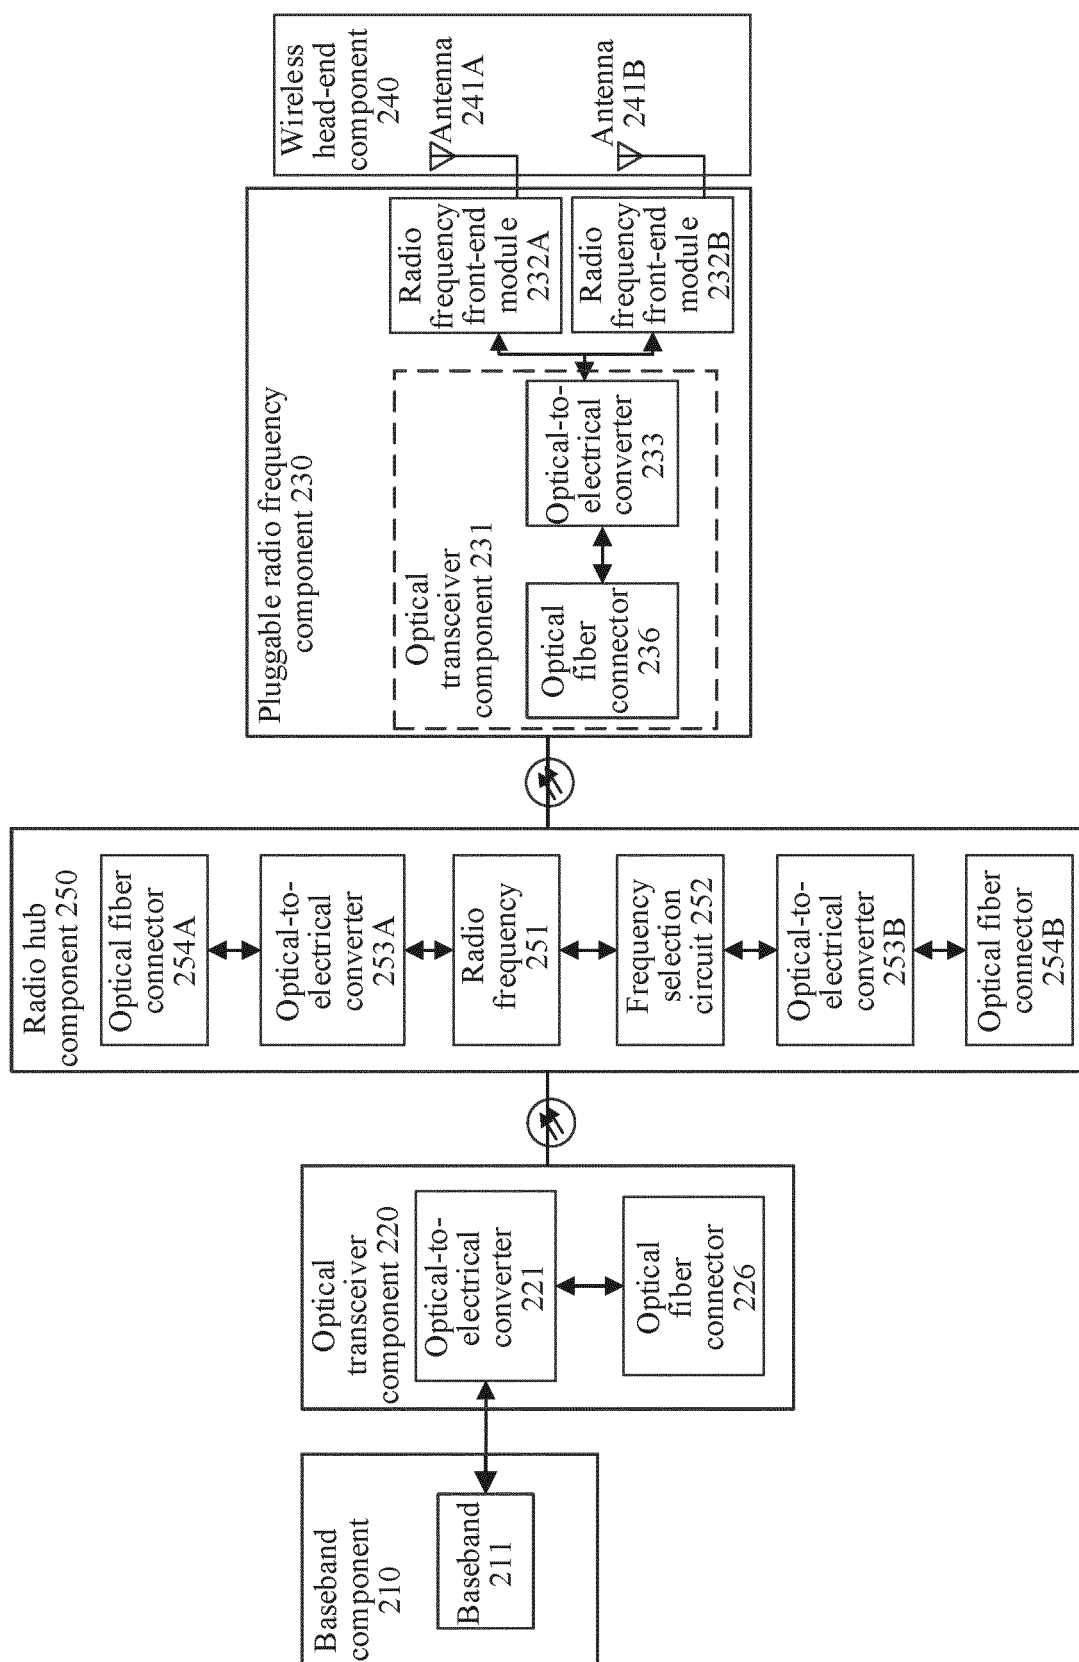 Baseband
component
210
Baseband
211
Optical
transceiver
component 220
Optical-to-
electrical
converter
221
Optical
fiber
connector
226
Radio hub
component 250
Optical fiber
connector
254A
Optical-to-
electrical
converter
253A
Radio
frequency
251
Frequency
selection
circuit 252
Optical-to-
electrical
converter
253B
Optical fiber
connector
254B
Pluggable radio frequency
component 230
Optical
transceiver
component 231
Optical
fiber
connector
236
Optical-to-
electrical
converter
233
Radio
frequency
front-end
module
232A
Radio
frequency
front-end
module
232B
Wireless
head-end
component
240
Antenna
241A
Antenna
241B